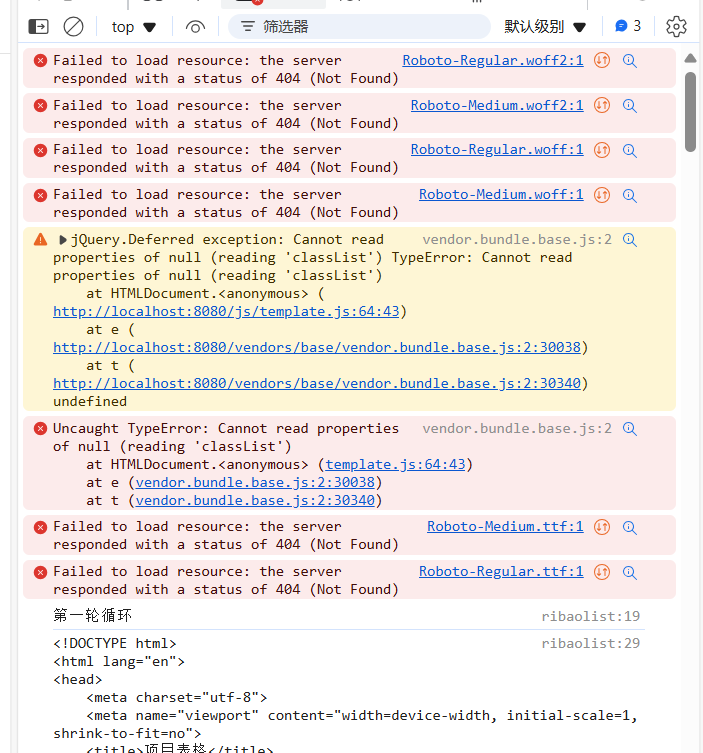 top 筛选器 默认级别 3
Failed to load resource: the server Roboto-Regular.woff2:1
responded with a status of 404 (Not Found)
Failed to load resource: the server Roboto-Medium.woff2:1
responded with a status of 404 (Not Found)
Failed to load resource: the server Roboto-Regular.woff:1
responded with a status of 404 (Not Found)
Failed to load resource: the server Roboto-Medium.woff:1
responded with a status of 404 (Not Found)
jQuery.Deferred exception: Cannot read vendor.bundle.base.js:2
properties of null (reading 'classList') TypeError: Cannot read
properties of null (reading 'classList')
at HTMLDocument.<anonymous> (
http://localhost:8080/js/template.js:64:43)
at e (
http://localhost:8080/vendors/base/vendor.bundle.base.js:2:30038)
at t (
http://localhost:8080/vendors/base/vendor.bundle.base.js:2:30340)
undefined
Uncaught TypeError: Cannot read properties vendor.bundle.base.js:2
of null (reading 'classList')
at HTMLDocument.<anonymous> (template.js:64:43)
at e (vendor.bundle.base.js:2:30038)
at t (vendor.bundle.base.js:2:30340)
Failed to load resource: the server Roboto-Medium.ttf:1
responded with a status of 404 (Not Found)
Failed to load resource: the server Roboto-Regular.ttf:1
responded with a status of 404 (Not Found)
第一轮循环 ribaolist:19
<!DOCTYPE html> ribaolist:29
<html lang="en">
<head>
<meta charset="utf-8">
<meta name="viewport" content="width=device-width, initial-scale=1,
shrink-to-fit=no">
<title>项目表格</title>